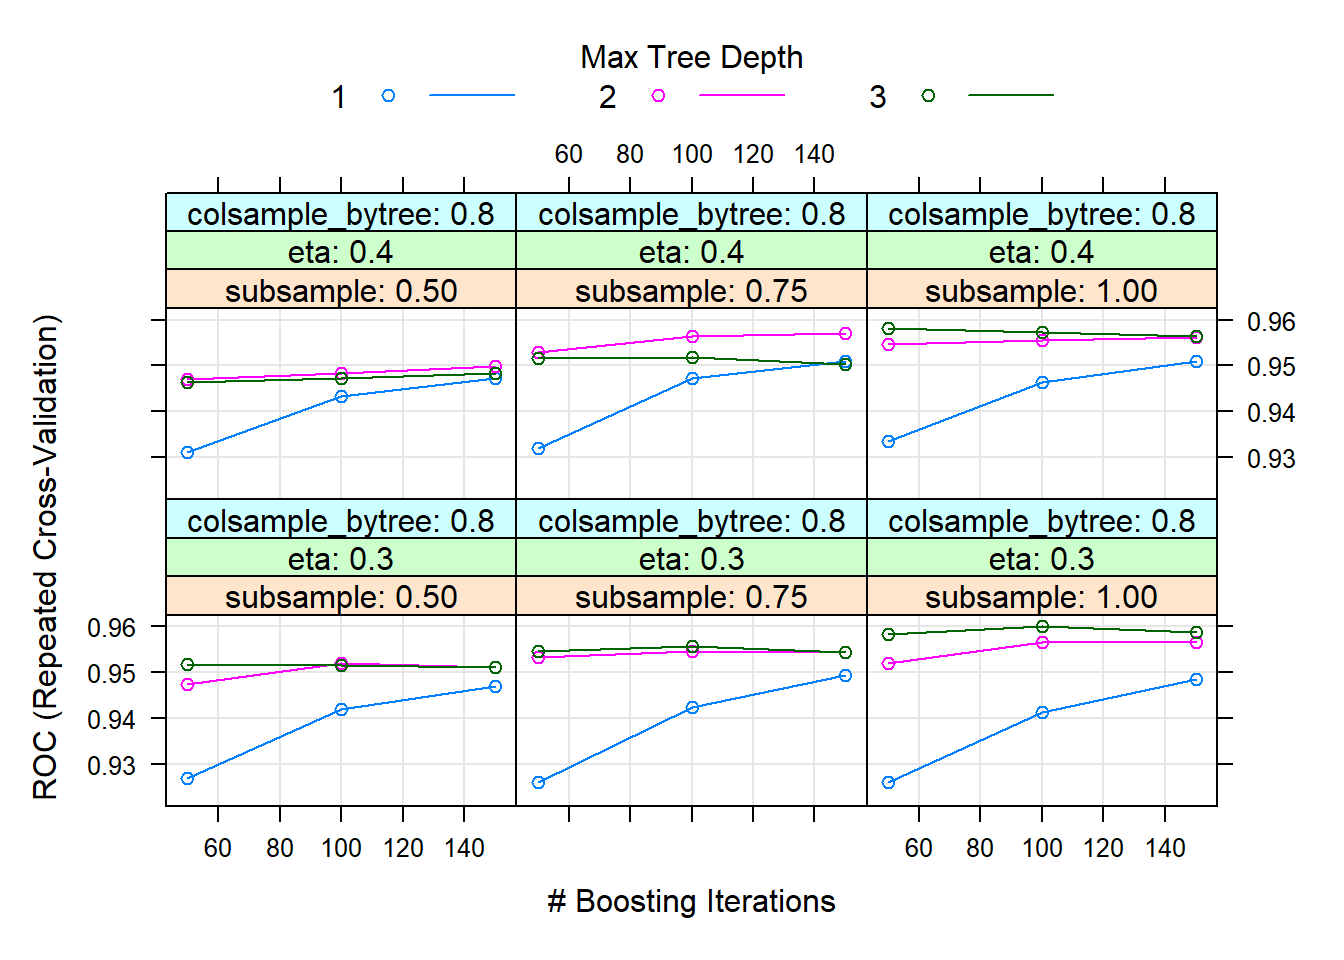 Max Tree Depth
1 2 3
60 80 100 120 140
colsample_bytree: 0.8 colsample_bytree: 0.8 colsample_bytree: 0.8
eta: 0.4 eta: 0.4 eta: 0.4
subsample: 0.50 subsample: 0.75 subsample: 1.00
0.96
0.95
0.94
0.93
colsample_bytree: 0.8 colsample_bytree: 0.8 colsample_bytree: 0.8
eta: 0.3 eta: 0.3 eta: 0.3
subsample: 0.50 subsample: 0.75 subsample: 1.00
0.96
0.95
0.94
0.93
60 80 100 120 140 60 80 100 120 140
# Boosting Iterations
ROC (Repeated Cross-Validation)